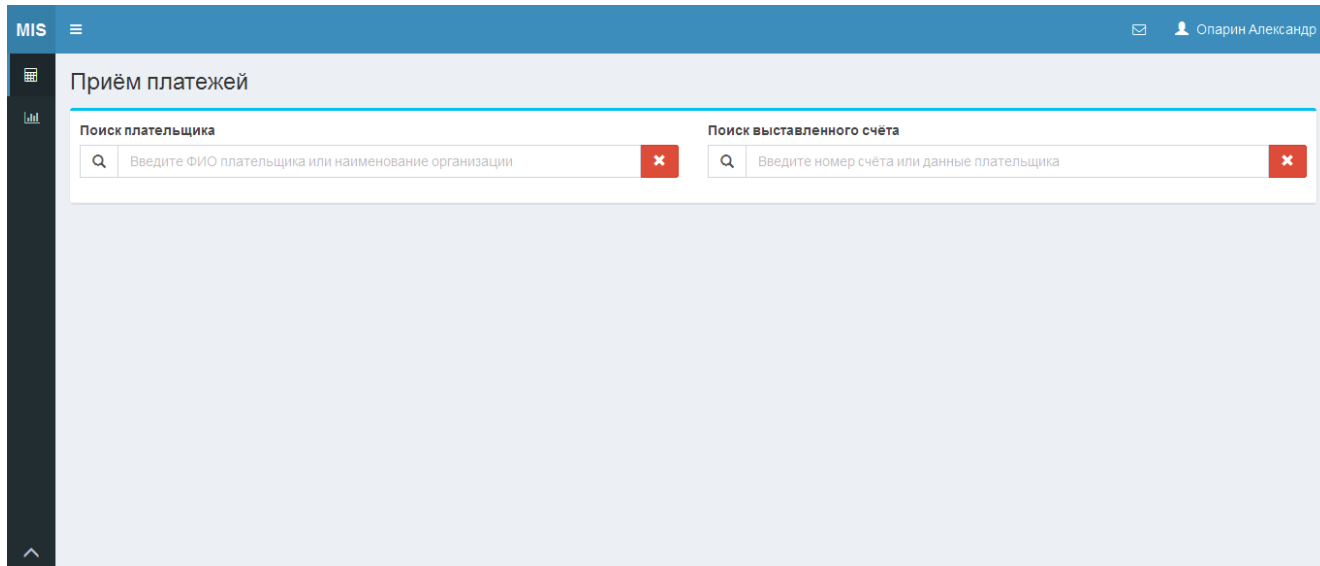 MIS
Опарин Александр
Приём платежей
Поиск плательщика
Поиск выставленного счёта
Введите ФИО плательщика или наименование организации
Введите номер счёта или данные плательщика